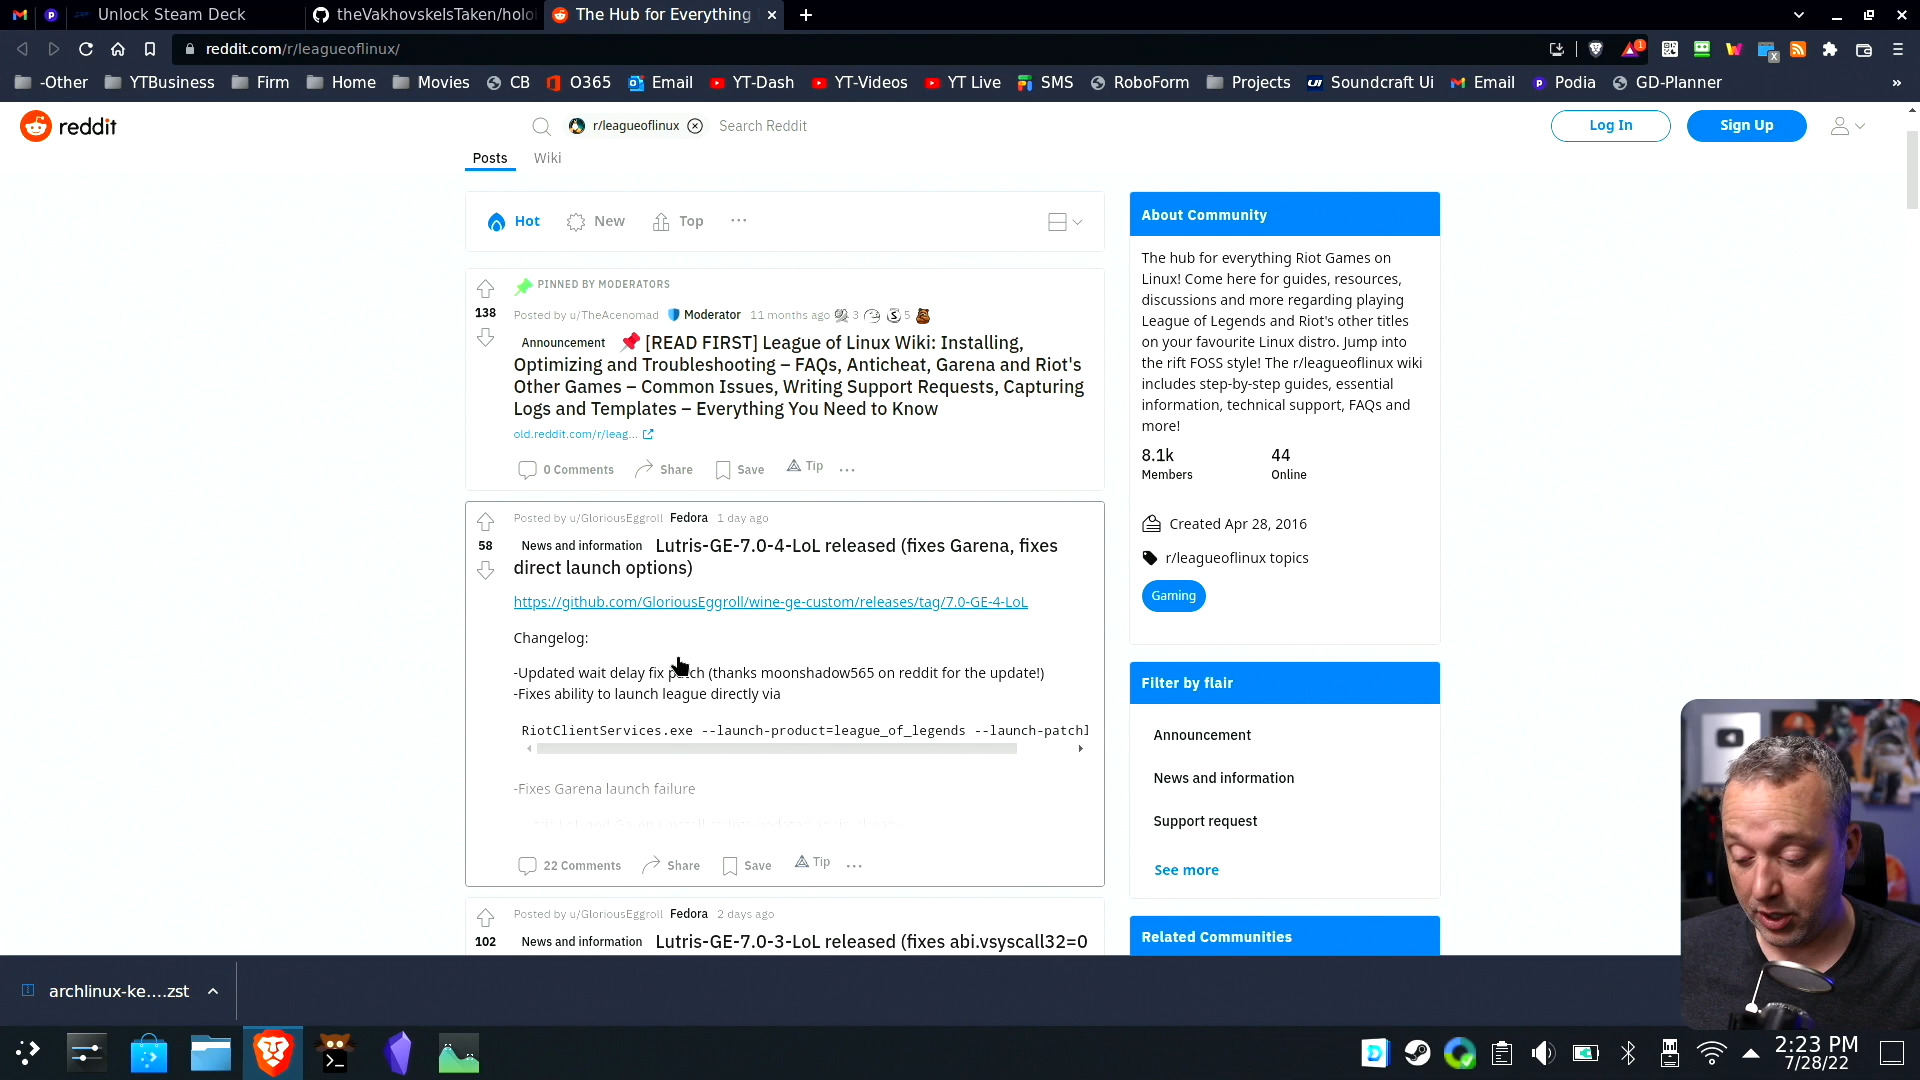 Unlock Steam Deck
theVakhovskeIsTaken/holoi
The Hub for Everything
reddit.com/r/leagueoflinux/
1
-Other
YTBusiness
Firm
Home
Movies
CB
O365
Email
YT-Dash
YT-Videos
YT Live
SMS
RoboForm
Projects
Soundcraft Ui
Email
Podia
GD-Planner
»
reddit
r/leagueoflinux
Search Reddit
Log In
Sign Up
Posts
Wiki
Hot
New
Top
PINNED BY MODERATORS
138
Posted by u/TheAcenomad Moderator 11 months ago 3 5
Announcement [READ FIRST] League of Linux Wiki: Installing,
Optimizing and Troubleshooting – FAQs, Anticheat, Garena and Riot's
Other Games – Common Issues, Writing Support Requests, Capturing
Logs and Templates – Everything You Need to Know
old.reddit.com/r/leag...
0 Comments
Share
Save
Tip
Posted by u/GloriousEggroll Fedora 1 day ago
58
News and information Lutris-GE-7.0-4-LoL released (fixes Garena, fixes
direct launch options)
https://github.com/GloriousEggroll/wine-ge-custom/releases/tag/7.0-GE-4-LoL
Changelog:
-Updated wait delay fix patch (thanks moonshadow565 on reddit for the update!)
-Fixes ability to launch league directly via
RiotClientServices.exe --launch-product=league_of_legends --launch-patchl
-Fixes Garena launch failure
22 Comments
Share
Save
Tip
Posted by u/GloriousEggroll Fedora 2 days ago
102
News and information Lutris-GE-7.0-3-LoL released (fixes abi.vsyscall32=0
About Community
The hub for everything Riot Games on
Linux! Come here for guides, resources,
discussions and more regarding playing
League of Legends and Riot's other titles
on your favourite Linux distro. Jump into
the rift FOSS style! The r/leagueoflinux wiki
includes step-by-step guides, essential
information, technical support, FAQs and
more!
8.1k
Members
44
Online
Created Apr 28, 2016
r/leagueoflinux topics
Gaming
Filter by flair
Announcement
News and information
Support request
See more
Related Communities
archlinux-ke....zst
2:23 PM
7/28/22